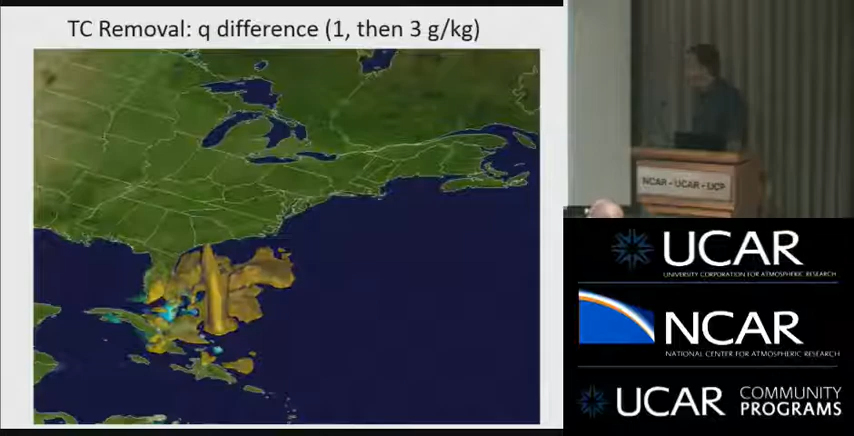 TC Removal: q difference (1, then 3 g/kg)
NCAR - UCAR - UCP
UCAR
UNIVERSITY CORPORATION FOR ATMOSPHERIC RESEARCH
NCAR
NATIONAL CENTER FOR ATMOSPHERIC RESEARCH
UCAR COMMUNITY PROGRAMS